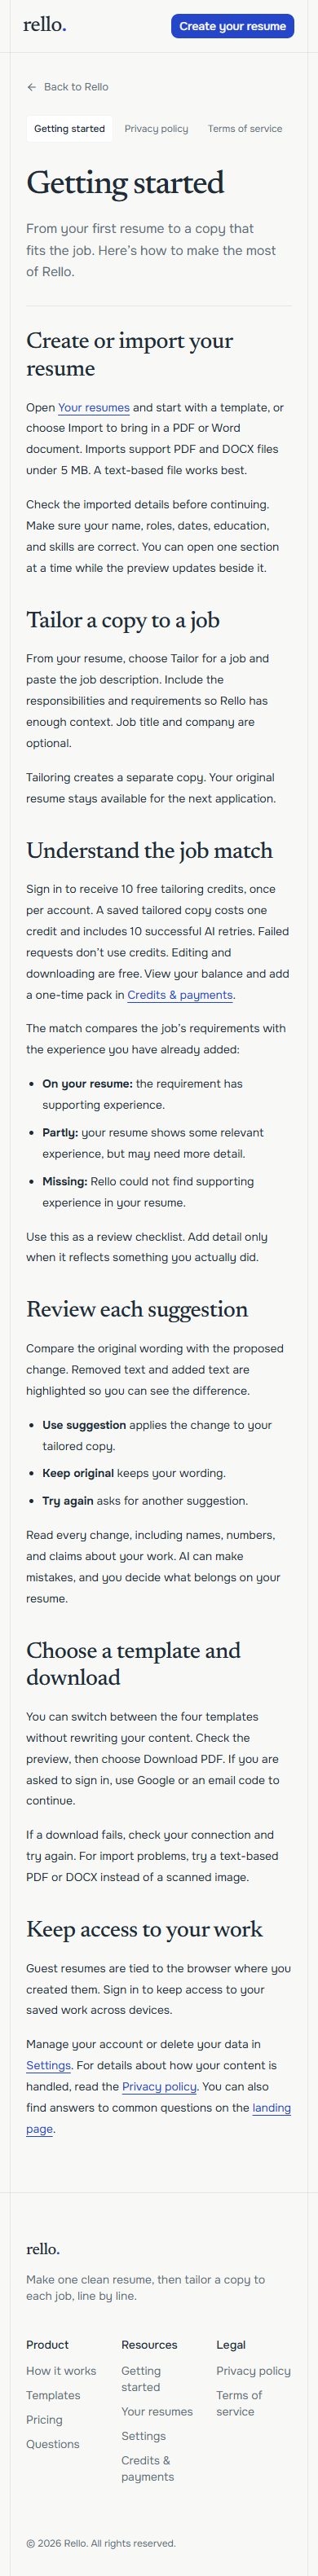 rello.
Create your resume
← Back to Rello
Getting started
Privacy policy
Terms of service
Getting started
From your first resume to a copy that
fits the job. Here’s how to make the most
of Rello.
Create or import your
resume
Open Your resumes and start with a template, or
choose Import to bring in a PDF or Word
document. Imports support PDF and DOCX files
under 5 MB. A text-based file works best.
Check the imported details before continuing.
Make sure your name, roles, dates, education,
and skills are correct. You can open one section
at a time while the preview updates beside it.
Tailor a copy to a job
From your resume, choose Tailor for a job and
paste the job description. Include the
responsibilities and requirements so Rello has
enough context. Job title and company are
optional.
Tailoring creates a separate copy. Your original
resume stays available for the next application.
Understand the job match
Sign in to receive 10 free tailoring credits, once
per account. A saved tailored copy costs one
credit and includes 10 successful AI retries. Failed
requests don’t use credits. Editing and
downloading are free. View your balance and add
a one-time pack in Credits & payments.
The match compares the job’s requirements with
the experience you have already added:
• On your resume: the requirement has
supporting experience.
• Partly: your resume shows some relevant
experience, but may need more detail.
• Missing: Rello could not find supporting
experience in your resume.
Use this as a review checklist. Add detail only
when it reflects something you actually did.
Review each suggestion
Compare the original wording with the proposed
change. Removed text and added text are
highlighted so you can see the difference.
• Use suggestion applies the change to your
tailored copy.
• Keep original keeps your wording.
• Try again asks for another suggestion.
Read every change, including names, numbers,
and claims about your work. AI can make
mistakes, and you decide what belongs on your
resume.
Choose a template and
download
You can switch between the four templates
without rewriting your content. Check the
preview, then choose Download PDF. If you are
asked to sign in, use Google or an email code to
continue.
If a download fails, check your connection and
try again. For import problems, try a text-based
PDF or DOCX instead of a scanned image.
Keep access to your work
Guest resumes are tied to the browser where you
created them. Sign in to keep access to your
saved work across devices.
Manage your account or delete your data in
Settings. For details about how your content is
handled, read the Privacy policy. You can also
find answers to common questions on the landing
page.
rello.
Make one clean resume, then tailor a copy to
each job, line by line.
Product
How it works
Templates
Pricing
Questions
Resources
Getting
started
Your resumes
Settings
Credits &
payments
Legal
Privacy policy
Terms of
service
© 2026 Rello. All rights reserved.